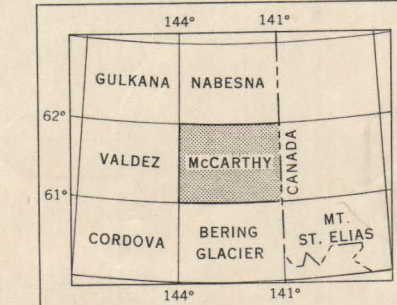 144° 141°
GULKANA NABESNA
62°
VALDEZ McCARTHY CANADA
61°
CORDOVA BERING GLACIER MT. ST. ELIAS
144° 141°